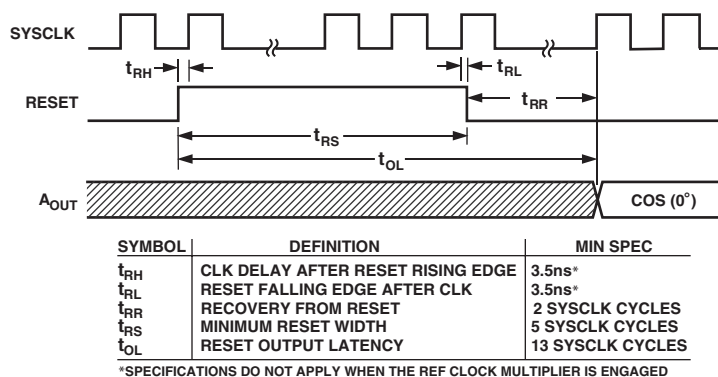 SYSCLK
tRH
tRL
RESET
tRR
tRS
tOL
AOUT
COS (0°)
SYMBOL DEFINITION MIN SPEC
tRH CLK DELAY AFTER RESET RISING EDGE 3.5ns*
tRL RESET FALLING EDGE AFTER CLK 3.5ns*
tRR RECOVERY FROM RESET 2 SYSCLK CYCLES
tRS MINIMUM RESET WIDTH 5 SYSCLK CYCLES
tOL RESET OUTPUT LATENCY 13 SYSCLK CYCLES
*SPECIFICATIONS DO NOT APPLY WHEN THE REF CLOCK MULTIPLIER IS ENGAGED